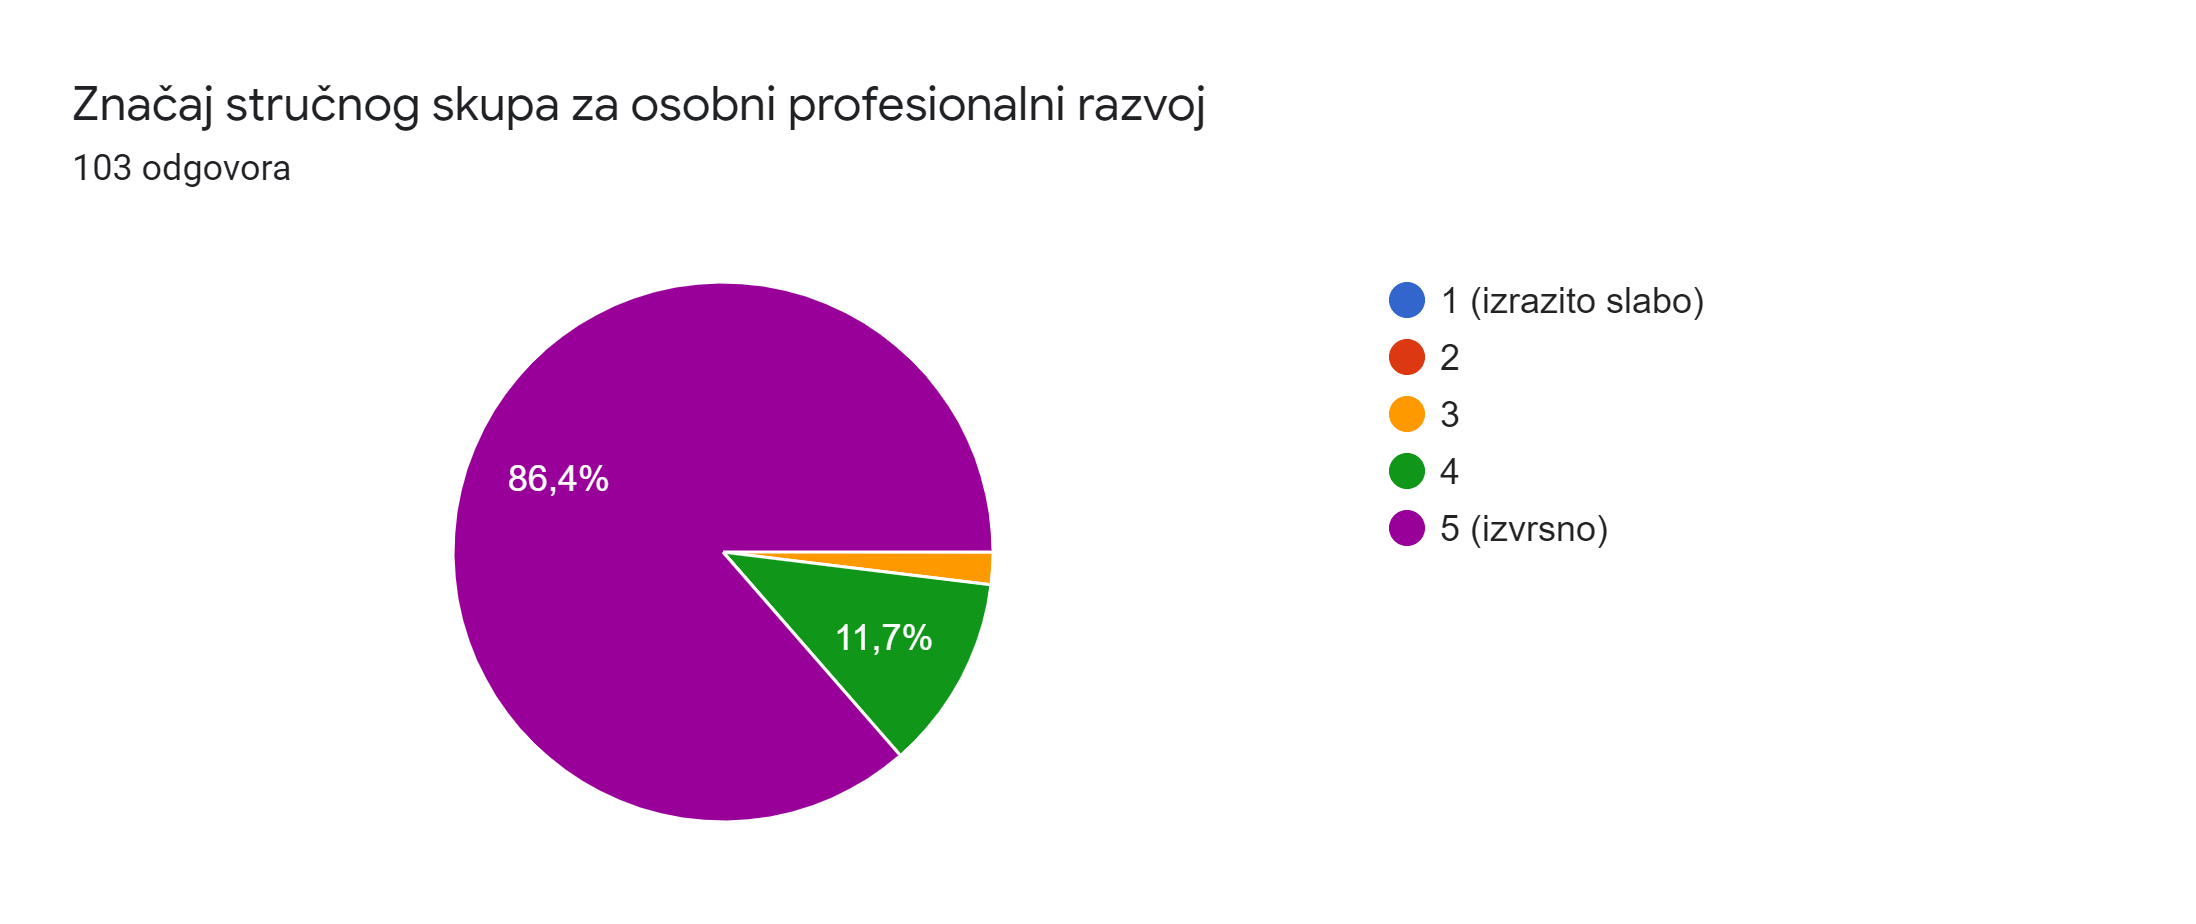 Značaj stručnog skupa za osobni profesionalni razvoj
103 odgovora
86,4%
11,7%
1 (izrazito slabo)
2
3
4
5 (izvrsno)